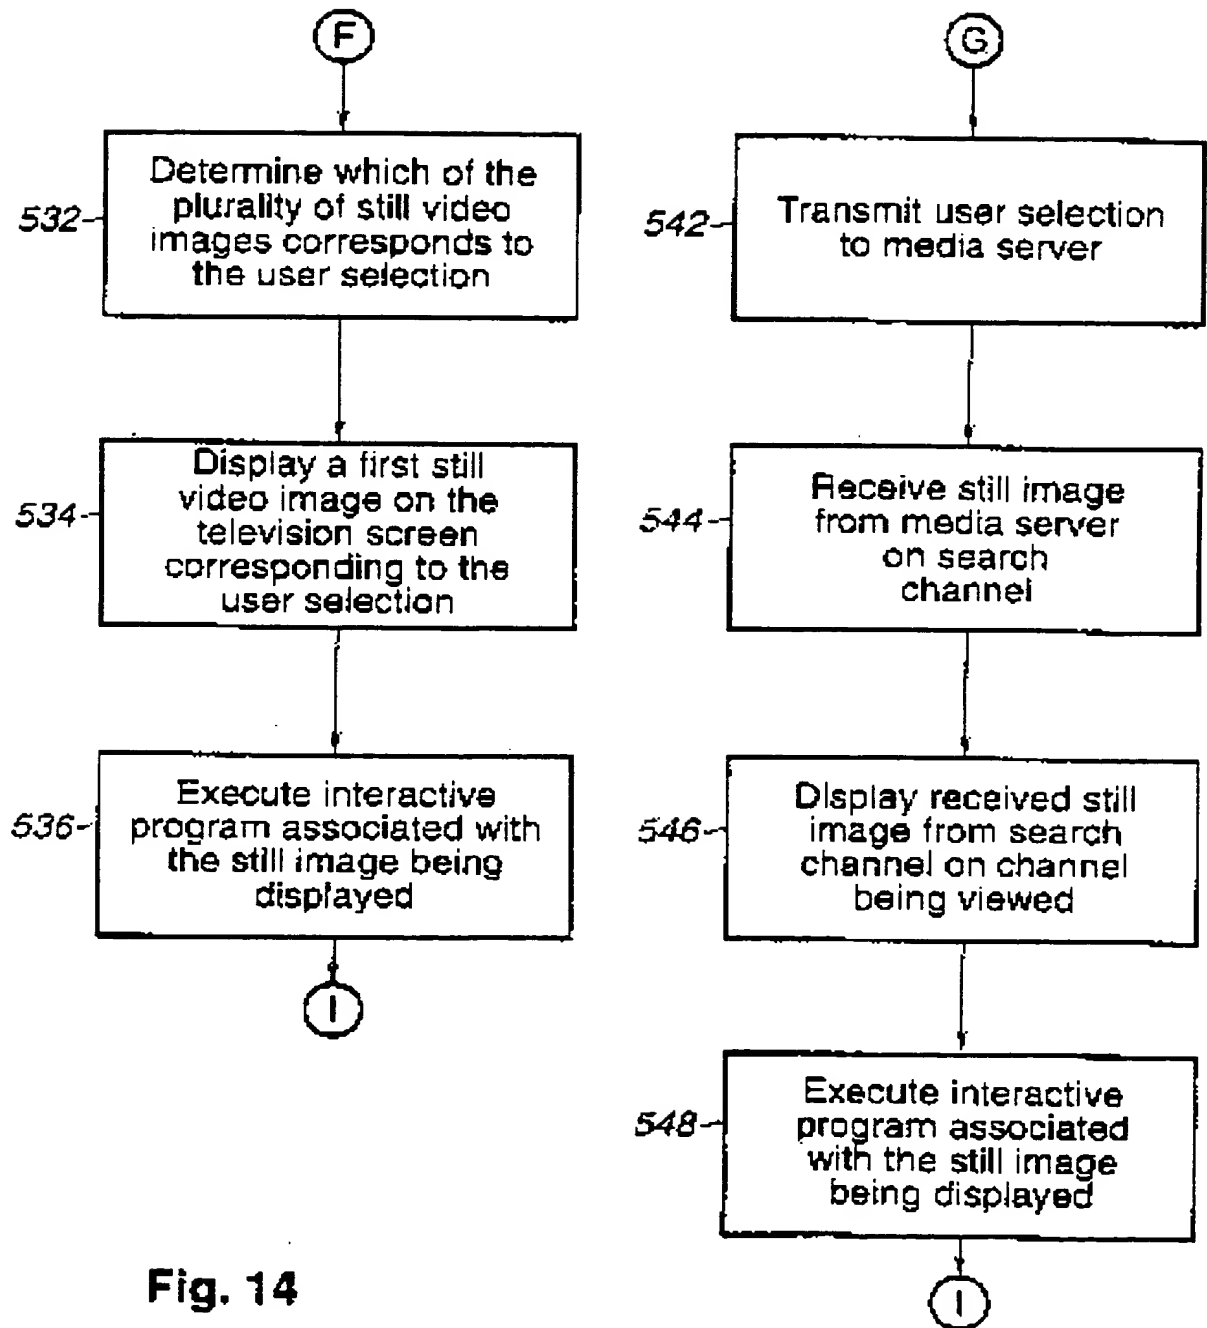 F
532
Determine which of the
plurality of still video
images corresponds to
the user selection
534
Display a first still
video image on the
television screen
corresponding to the
user selection
536
Execute interactive
program associated with
the still image being
displayed
I
G
542
Transmit user selection
to media server
544
Receive still image
from media server
on search
channel
546
Display received still
image from search
channel on channel
being viewed
548
Execute interactive
program associated
with the still image
being displayed
I
Fig. 14